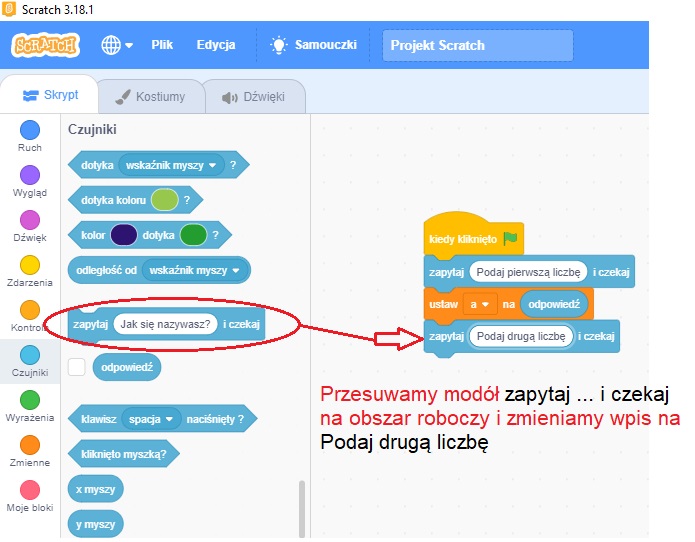 Scratch 3.18.1
SCRATCH Plik Edycja Samouczki Projekt Scratch
Skrypt Kostiumy Dźwięki
Ruch
Wygląd
Dźwięk
Zdarzenia
Kontrola
Czujniki
Wyrażenia
Zmienne
Moje bloki
Czujniki
dotyka wskaźnik myszy ?
dotyka koloru ?
kolor dotyka ?
odległość od wskaźnik myszy
zapytaj Jak się nazywasz? i czekaj
odpowiedź
klawisz spacja naciśnięty ?
kliknięto myszką?
x myszy
y myszy
kiedy kliknięto
zapytaj Podaj pierwszą liczbę i czekaj
ustaw a na odpowiedź
zapytaj Podaj drugą liczbę i czekaj
Przesuwamy modół zapytaj ... i czekaj
na obszar roboczy i zmieniamy wpis na
Podaj drugą liczbę